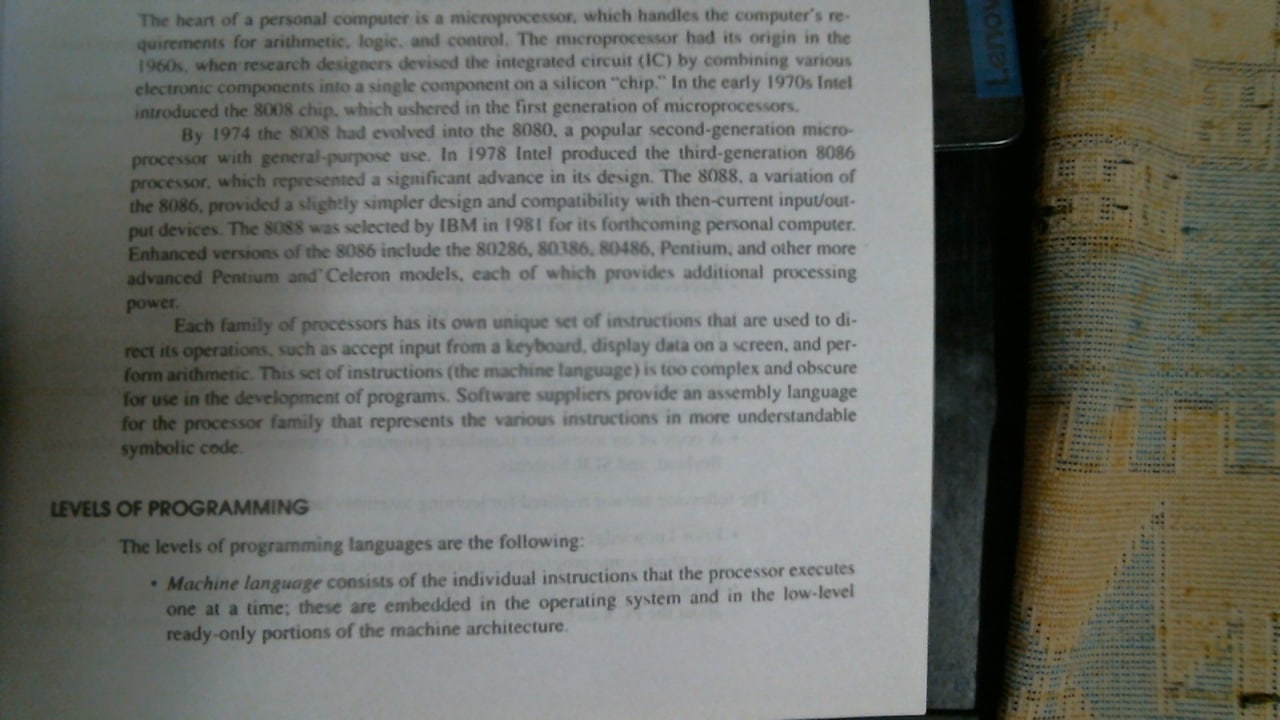 The heart of a personal computer is a microprocessor, which handles the computer's re-
quirements for arithmetic, logic, and control. The microprocessor had its origin in the
1960s, when research designers devised the integrated circuit (IC) by combining various
electronic components into a single component on a silicon "chip." In the early 1970s Intel
introduced the 8008 chip, which ushered in the first generation of microprocessors.
By 1974 the 8008 had evolved into the 8080, a popular second-generation micro-
processor with general-purpose use. In 1978 Intel produced the third-generation 8086
processor, which represented a significant advance in its design. The 8088, a variation of
the 8086, provided a slightly simpler design and compatibility with then-current input/out-
put devices. The 8088 was selected by IBM in 1981 for its forthcoming personal computer.
Enhanced versions of the 8086 include the 80286, 80386, 80486, Pentium, and other more
advanced Pentium and Celeron models, each of which provides additional processing
power.
Each family of processors has its own unique set of instructions that are used to di-
rect its operations, such as accept input from a keyboard, display data on a screen, and per-
form arithmetic. This set of instructions (the machine language) is too complex and obscure
for use in the development of programs. Software suppliers provide an assembly language
for the processor family that represents the various instructions in more understandable
symbolic code.
LEVELS OF PROGRAMMING
The levels of programming languages are the following:
• Machine language consists of the individual instructions that the processor executes
one at a time; these are embedded in the operating system and in the low-level
ready-only portions of the machine architecture.
Lenov